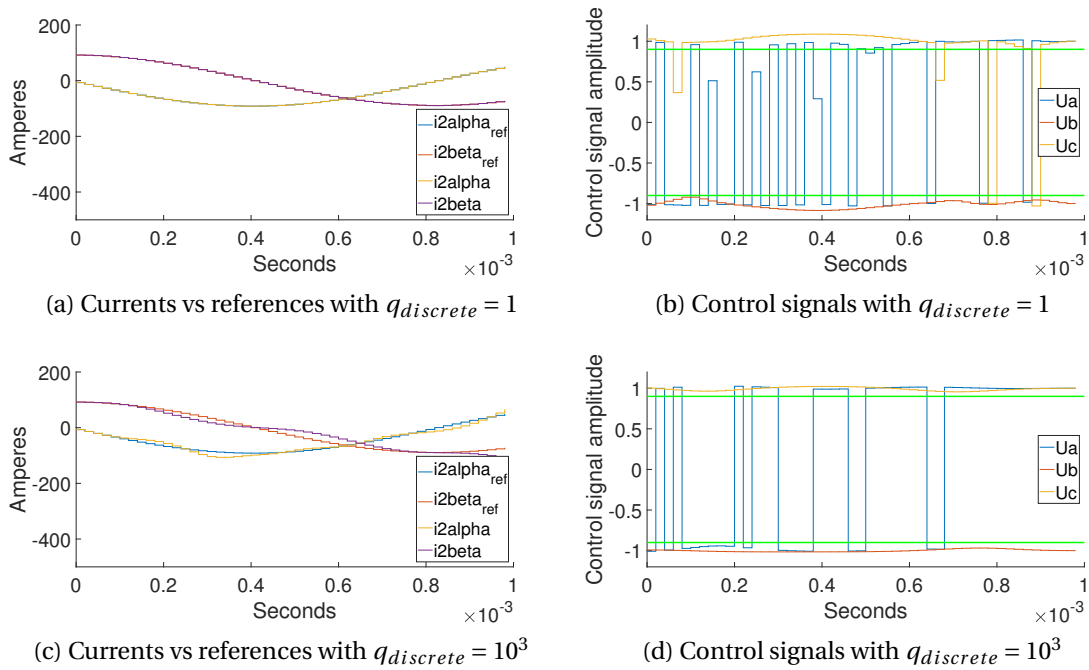 200
0
-200
-400
Amperes
0 0.2 0.4 0.6 0.8 1
Seconds
×10⁻³
i2alpha_ref
i2beta_ref
i2alpha
i2beta
(a) Currents vs references with q_discrete = 1
1
0.5
0
-0.5
-1
Control signal amplitude
0 0.2 0.4 0.6 0.8 1
Seconds
×10⁻³
Ua
Ub
Uc
(b) Control signals with q_discrete = 1
200
0
-200
-400
Amperes
0 0.2 0.4 0.6 0.8 1
Seconds
×10⁻³
i2alpha_ref
i2beta_ref
i2alpha
i2beta
(c) Currents vs references with q_discrete = 10³
1
0.5
0
-0.5
-1
Control signal amplitude
0 0.2 0.4 0.6 0.8 1
Seconds
×10⁻³
Ua
Ub
Uc
(d) Control signals with q_discrete = 10³